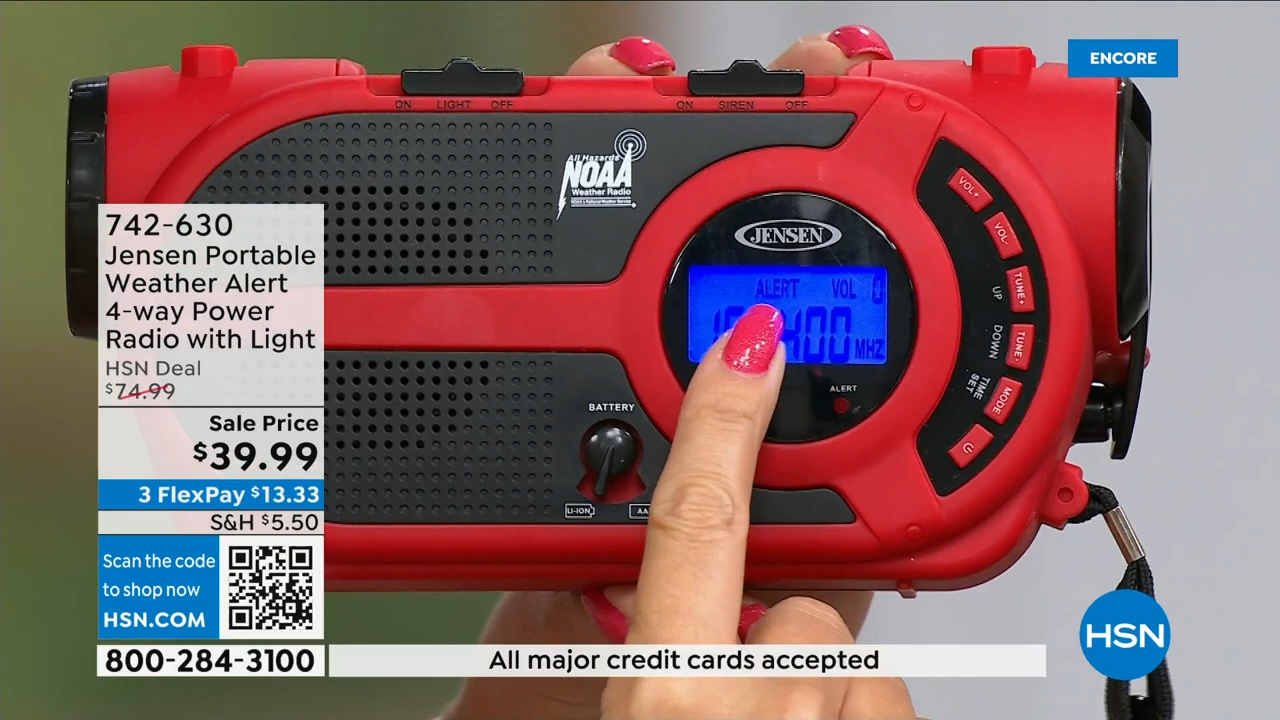 ENCORE
ON LIGHT OFF
ON SIREN OFF
All Hazards
NOAA
Weather Radio
JENSEN
ALERT VOL 0
MHZ
ALERT
VOL+
VOL-
TUNE+
UP
TUNE-
DOWN
MODE
TIME SET
BATTERY
LI-ION
AA
742-630
Jensen Portable
Weather Alert
4-way Power
Radio with Light
HSN Deal
$74.99
Sale Price
$39.99
3 FlexPay $13.33
S&H $5.50
Scan the code
to shop now
HSN.COM
800-284-3100
All major credit cards accepted
HSN